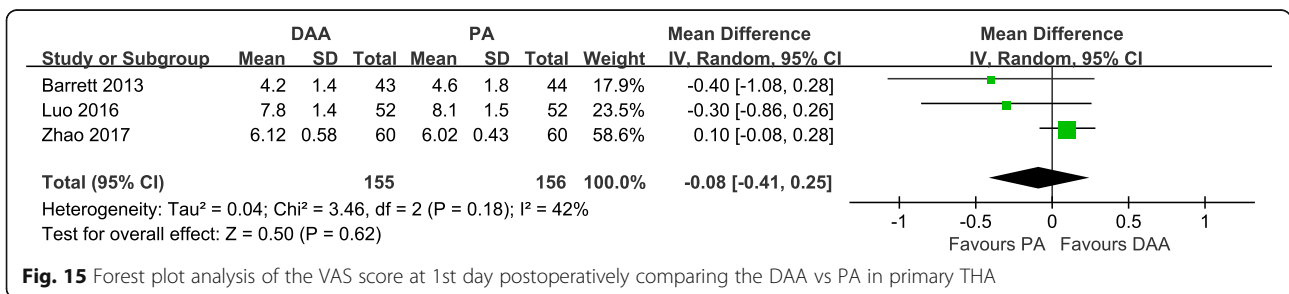 DAA PA Mean Difference Mean Difference
Study or Subgroup Mean SD Total Mean SD Total Weight IV, Random, 95% CI IV, Random, 95% CI
Barrett 2013 4.2 1.4 43 4.6 1.8 44 17.9% -0.40 [-1.08, 0.28]
Luo 2016 7.8 1.4 52 8.1 1.5 52 23.5% -0.30 [-0.86, 0.26]
Zhao 2017 6.12 0.58 60 6.02 0.43 60 58.6% 0.10 [-0.08, 0.28]
Total (95% CI) 155 156 100.0% -0.08 [-0.41, 0.25]
Heterogeneity: Tau² = 0.04; Chi² = 3.46, df = 2 (P = 0.18); I² = 42%
Test for overall effect: Z = 0.50 (P = 0.62)
-1 -0.5 0 0.5 1
Favours PA Favours DAA
Fig. 15 Forest plot analysis of the VAS score at 1st day postoperatively comparing the DAA vs PA in primary THA